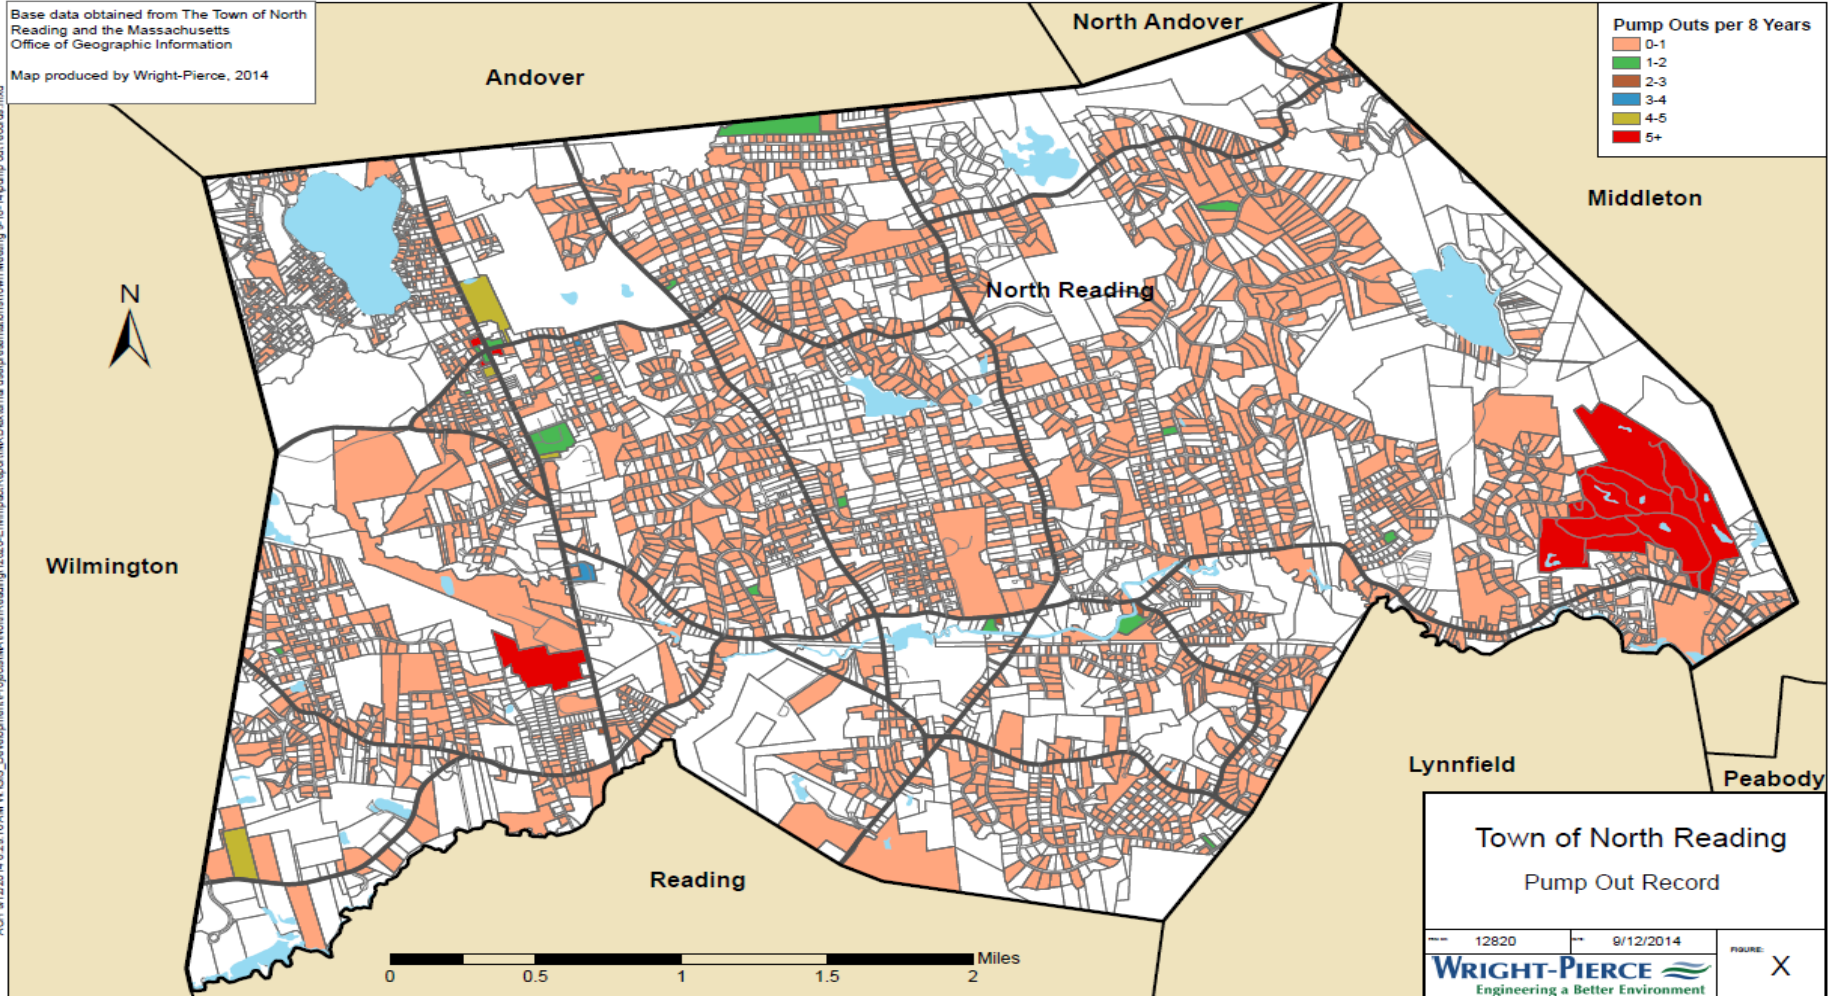 Base data obtained from The Town of North
Reading and the Massachusetts
Office of Geographic Information
Map produced by Wright-Pierce, 2014
North Andover
Andover
Pump Outs per 8 Years
0-1
1-2
2-3
3-4
4-5
5+
Middleton
N
North Reading
Wilmington
Lynnfield
Peabody
Reading
Miles
0 0.5 1 1.5 2
Town of North Reading
Pump Out Record
12820
9/12/2014
FIGURE:
X
WRIGHT-PIERCE
Engineering a Better Environment